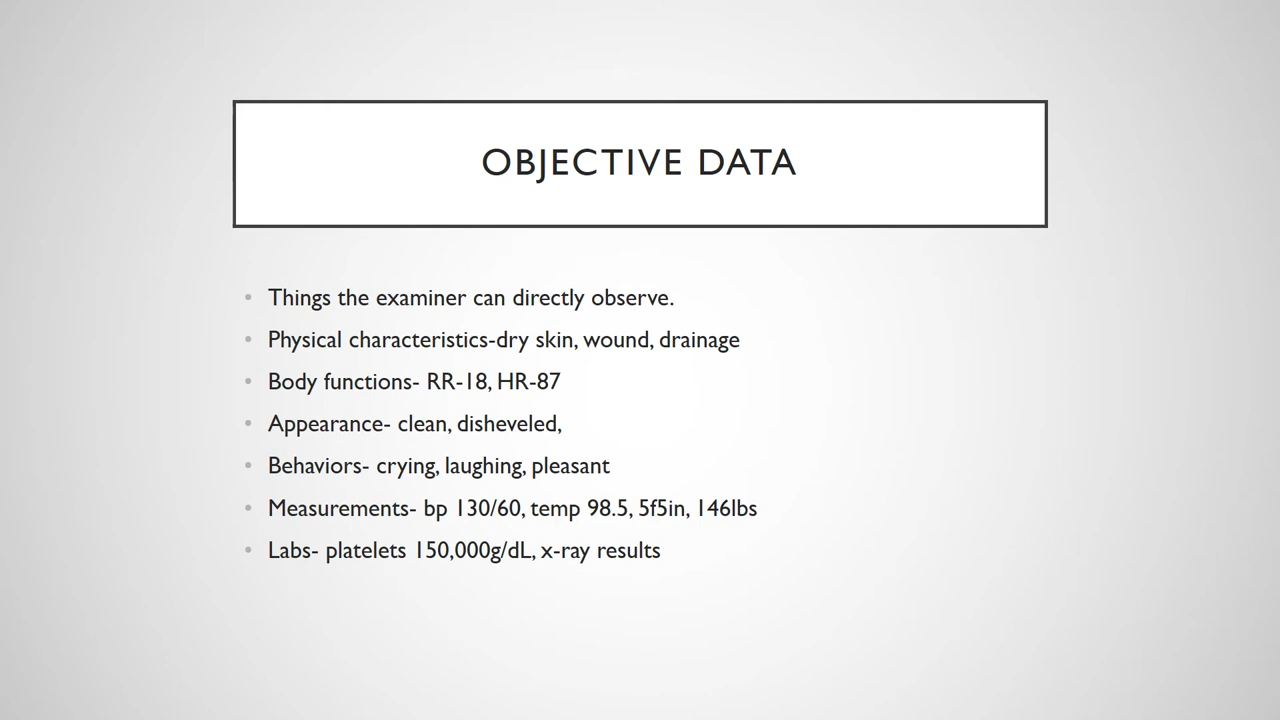 OBJECTIVE DATA
• Things the examiner can directly observe.
• Physical characteristics-dry skin, wound, drainage
• Body functions- RR-18, HR-87
• Appearance- clean, disheveled,
• Behaviors- crying, laughing, pleasant
• Measurements- bp 130/60, temp 98.5, 5f5in, 146lbs
• Labs- platelets 150,000g/dL, x-ray results